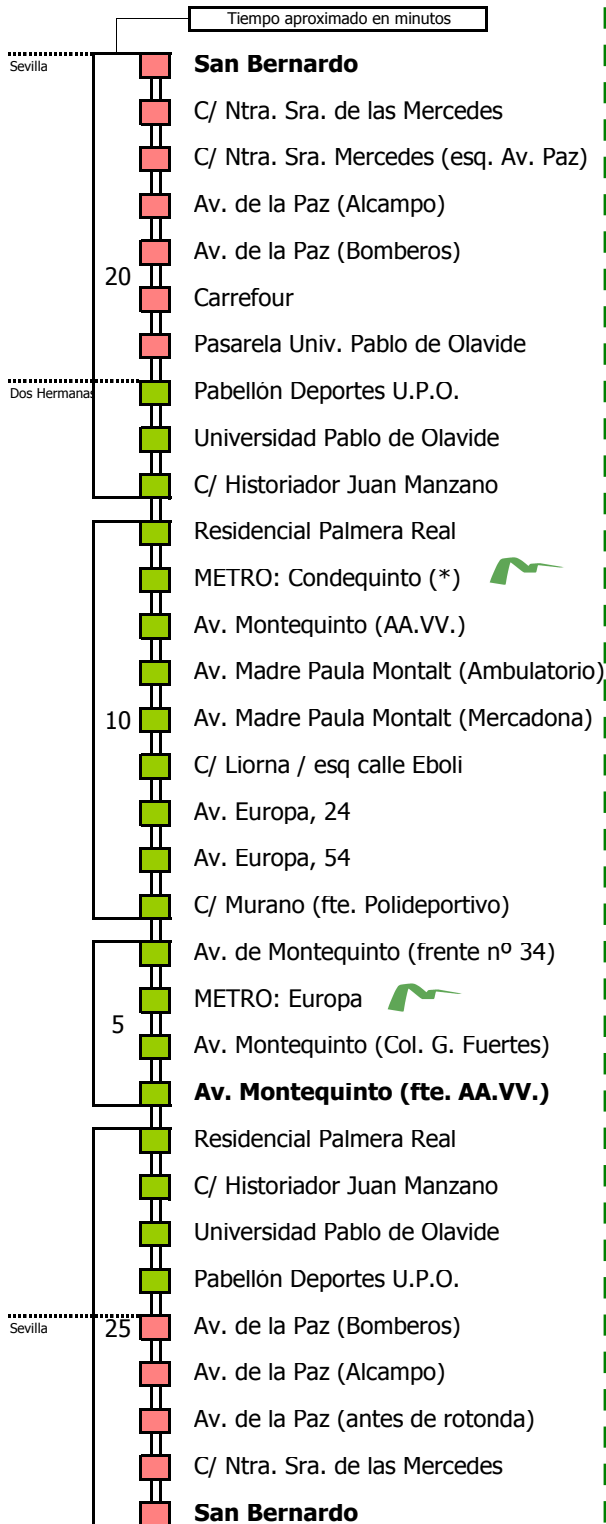 Tiempo aproximado en minutos
Sevilla
San Bernardo
C/ Ntra. Sra. de las Mercedes
C/ Ntra. Sra. Mercedes (esq. Av. Paz)
Av. de la Paz (Alcampo)
Av. de la Paz (Bomberos)
20
Carrefour
Pasarela Univ. Pablo de Olavide
Dos Hermanas
Pabellón Deportes U.P.O.
Universidad Pablo de Olavide
C/ Historiador Juan Manzano
Residencial Palmera Real
METRO: Condequinto (*)
Av. Montequinto (AA.VV.)
Av. Madre Paula Montalt (Ambulatorio)
10
Av. Madre Paula Montalt (Mercadona)
C/ Liorna / esq calle Eboli
Av. Europa, 24
Av. Europa, 54
C/ Murano (fte. Polideportivo)
Av. de Montequinto (frente nº 34)
METRO: Europa
5
Av. Montequinto (Col. G. Fuertes)
Av. Montequinto (fte. AA.VV.)
Residencial Palmera Real
C/ Historiador Juan Manzano
Universidad Pablo de Olavide
Pabellón Deportes U.P.O.
Sevilla
25
Av. de la Paz (Bomberos)
Av. de la Paz (Alcampo)
Av. de la Paz (antes de rotonda)
C/ Ntra. Sra. de las Mercedes
San Bernardo